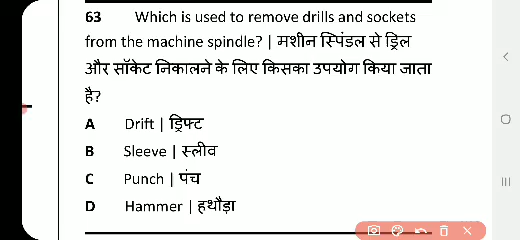 63 Which is used to remove drills and sockets
from the machine spindle? | मशीन स्पिंडल से ड्रिल
और सॉकेट निकालने के लिए किसका उपयोग किया जाता
है?
A Drift | ड्रिफ्ट
B Sleeve | स्लीव
C Punch | पंच
D Hammer | हथौड़ा